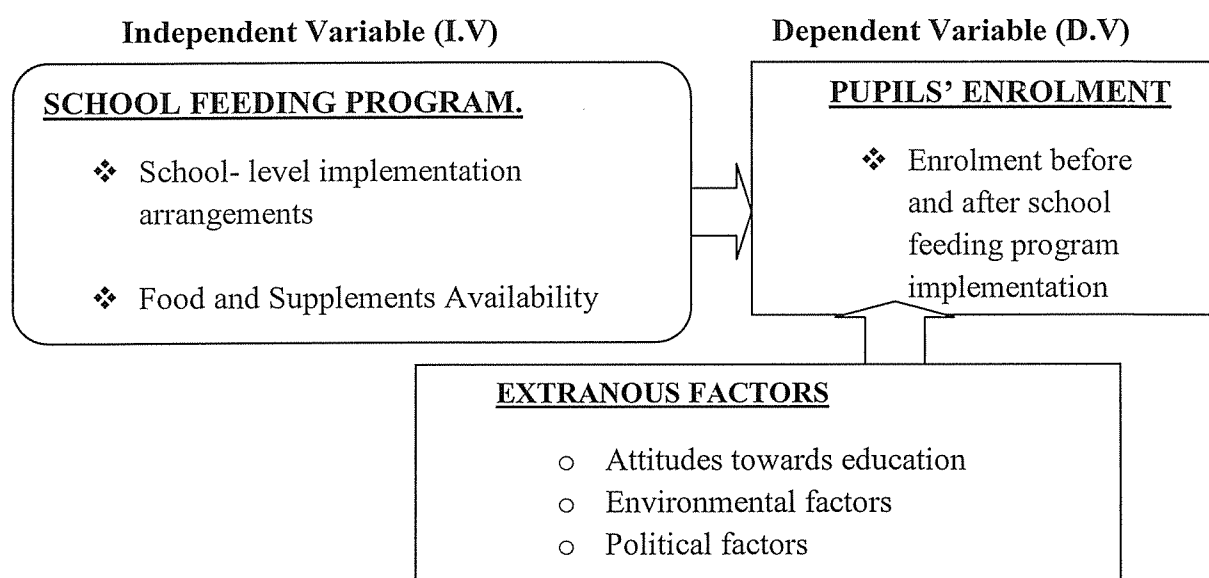 Independent Variable (I.V)
Dependent Variable (D.V)
SCHOOL FEEDING PROGRAM.
❖ School- level implementation
arrangements
❖ Food and Supplements Availability
PUPILS' ENROLMENT
❖ Enrolment before
and after school
feeding program
implementation
EXTRANOUS FACTORS
o Attitudes towards education
o Environmental factors
o Political factors